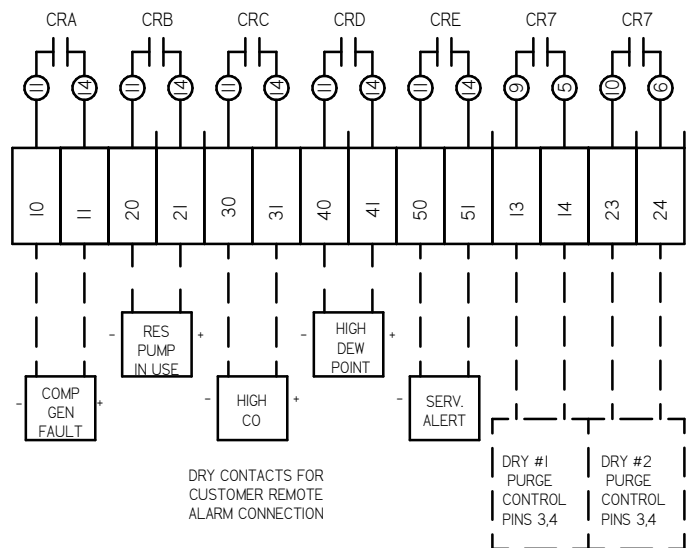 CRA CRB CRC CRD CRE CR7 CR7
11 14 11 14 11 14 11 14 11 14 9 5 10 6
10 11 20 21 30 31 40 41 50 51 13 14 23 24
- RES PUMP IN USE +
- HIGH DEW POINT +
- COMP GEN FAULT +
- HIGH CO +
- SERV. ALERT
DRY CONTACTS FOR
CUSTOMER REMOTE
ALARM CONNECTION
DRY #1
PURGE
CONTROL
PINS 3,4
DRY #2
PURGE
CONTROL
PINS 3,4